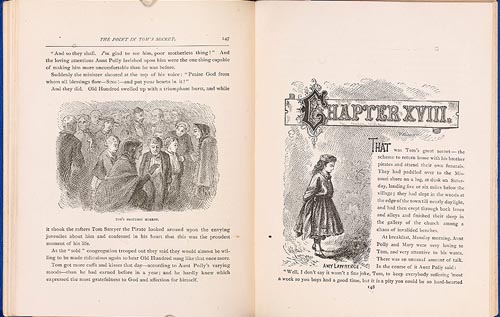 THE POINT IN TOM'S SECRET. 147
"And so they shall. I'm glad to see him, poor motherless thing!" And
the loving attentions Aunt Polly lavished upon him were the one thing capable
of making him more uncomfortable than he was before.
Suddenly the minister shouted at the top of his voice: "Praise God from
whom all blessings flow—SING!—and put your hearts in it!"
And they did. Old Hundred swelled up with a triumphant burst, and while
it shook the rafters Tom Sawyer the Pirate looked around upon the envying
juveniles about him and confessed in his heart that this was the proudest
moment of his life.
As the "sold" congregation trooped out they said they would almost be will-
ing to be made ridiculous again to hear Old Hundred sung like that once more.
Tom got more cuffs and kisses that day—according to Aunt Polly's varying
moods—than he had earned before in a year; and he hardly knew which
expressed the most gratefulness to God and affection for himself.
CHAPTER XVIII.
THAT was Tom's great secret—the
scheme to return home with his brother
pirates and attend their own funerals.
They had paddled over to the Mis-
souri shore on a log, at dusk on Satur-
day, landing five or six miles below the
village; they had slept in the woods at
the edge of the town till nearly daylight,
and had then crept through back lanes
and alleys and finished their sleep in
the gallery of the church among a
chaos of invalided benches.
At breakfast, Monday morning, Aunt
Polly and Mary were very loving to
Tom, and very attentive to his wants.
There was an unusual amount of talk.
In the course of it Aunt Polly said:
AMY LAWRENCE
"Well, I don't say it wasn't a fine joke, Tom, to keep everybody suffering 'most
a week so you boys had a good time, but it is a pity you could be so hard-hearted
148